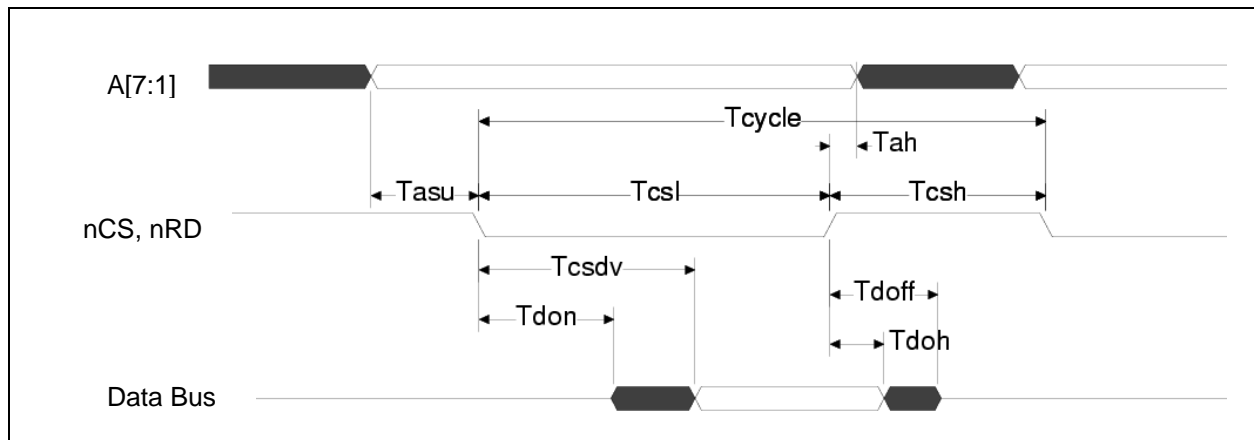 A[7:1]
Tcycle
Tah
Tasu
Tcsl
Tcsh
nCS, nRD
Tcsdv
Tdoff
Tdon
Tdoh
Data Bus